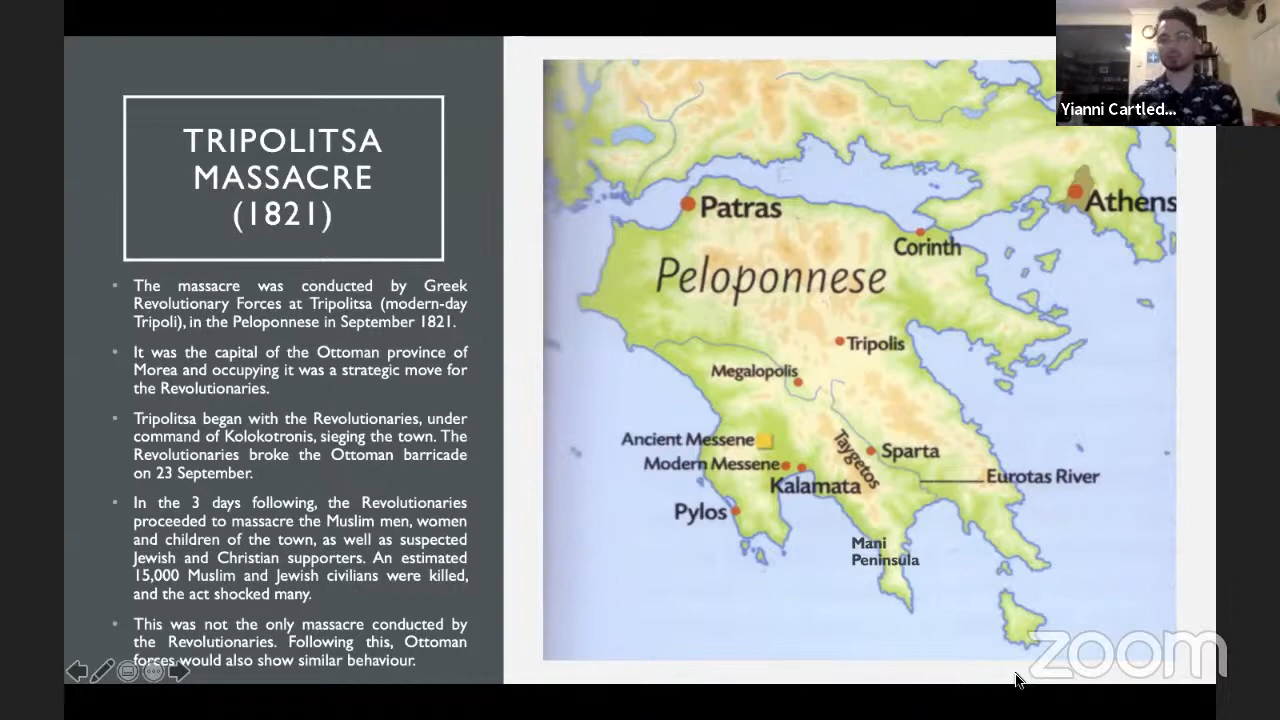 TRIPOLITSA
MASSACRE
(1821)
The massacre was conducted by Greek
Revolutionary Forces at Tripolitsa (modern-day
Tripoli), in the Peloponnese in September 1821.
It was the capital of the Ottoman province of
Morea and occupying it was a strategic move for
the Revolutionaries.
Tripolitsa began with the Revolutionaries, under
command of Kolokotronis, sieging the town. The
Revolutionaries broke the Ottoman barricade
on 23 September.
In the 3 days following, the Revolutionaries
proceeded to massacre the Muslim men, women
and children of the town, as well as suspected
Jewish and Christian supporters. An estimated
15,000 Muslim and Jewish civilians were killed,
and the act shocked many.
This was not the only massacre conducted by
the Revolutionaries. Following this, Ottoman
forces would also show similar behaviour.
Yianni Cartled...
Patras
Athens
Corinth
Peloponnese
Tripolis
Megalopolis
Ancient Messene
Taygetos
Sparta
Modern Messene
Eurotas River
Kalamata
Pylos
Mani
Peninsula
zoom